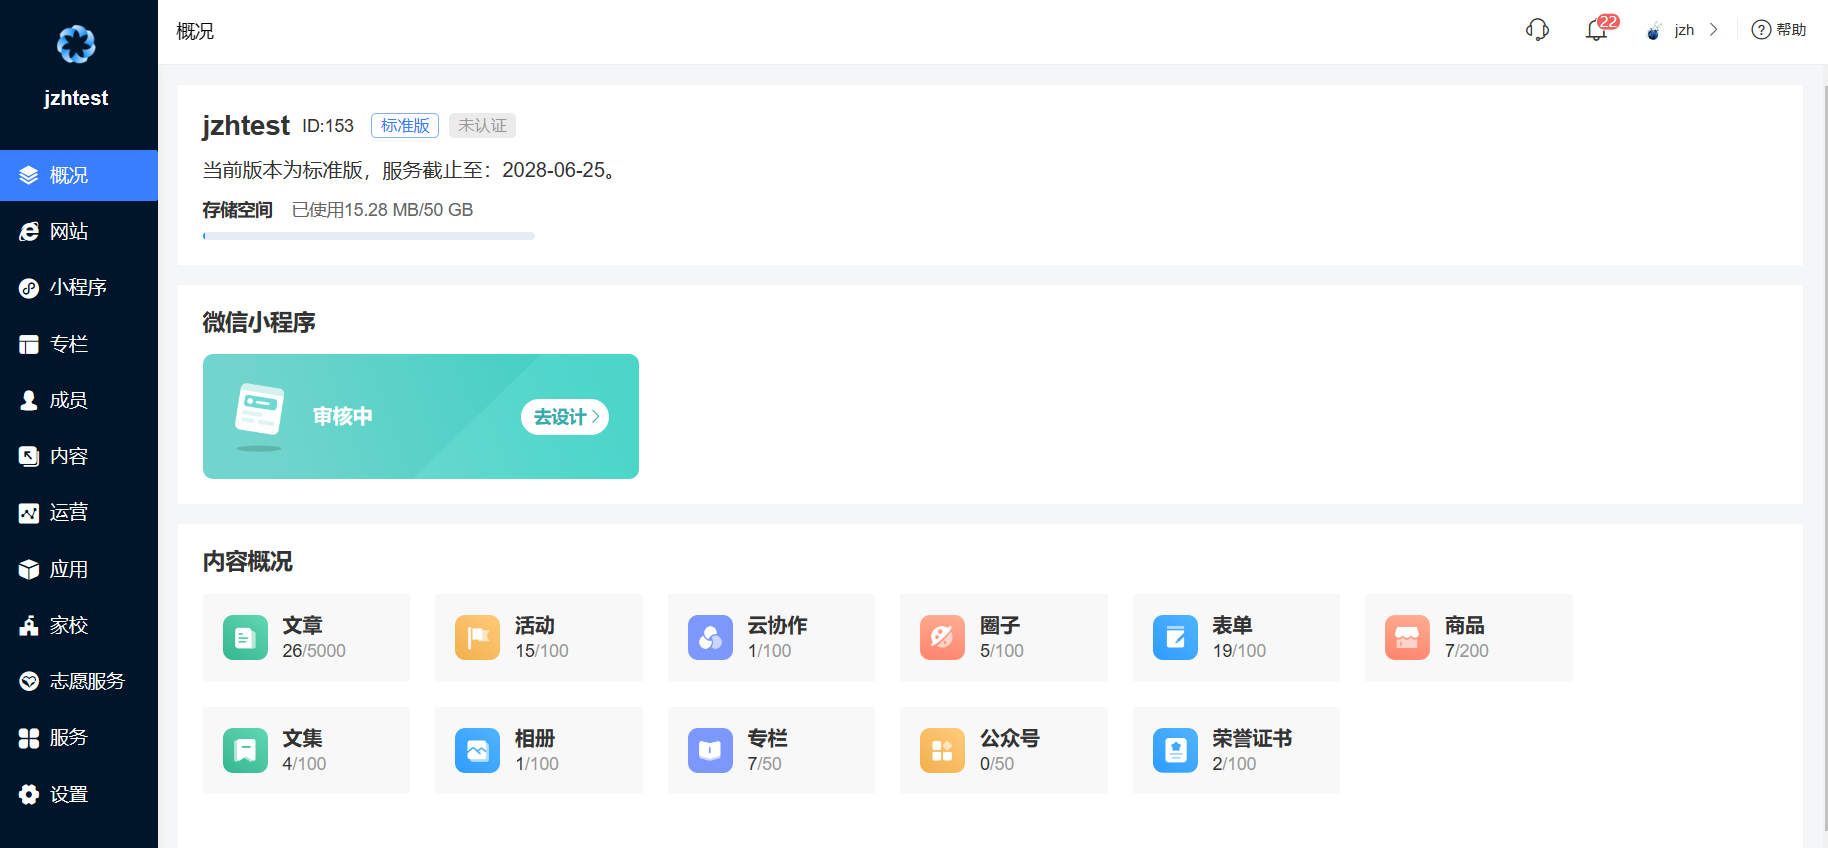 jzhtest
概况
网站
小程序
专栏
成员
内容
运营
应用
家校
志愿服务
服务
设置
概况
22
jzh
帮助
jzhtest ID:153 标准版 未认证
当前版本为标准版，服务截止至：2028-06-25。
存储空间 已使用15.28 MB/50 GB
微信小程序
审核中
去设计
内容概况
文章
26/5000
活动
15/100
云协作
1/100
圈子
5/100
表单
19/100
商品
7/200
文集
4/100
相册
1/100
专栏
7/50
公众号
0/50
荣誉证书
2/100